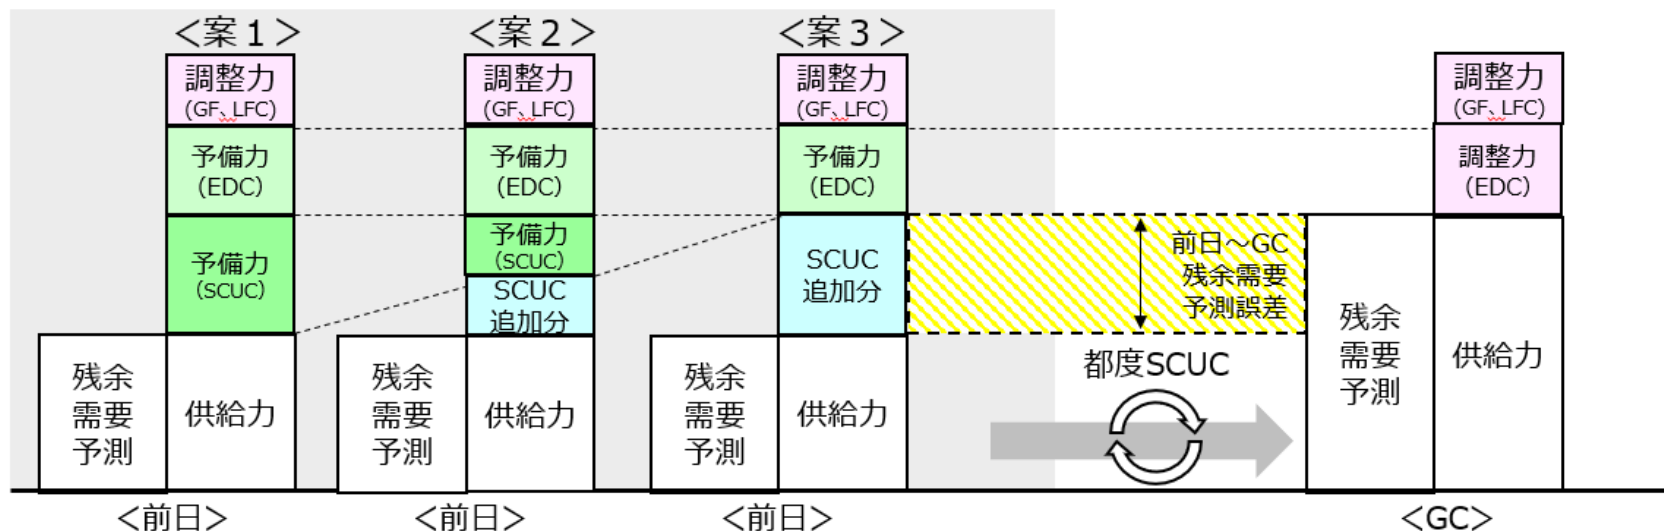 ＜案１＞
調整力
(GF、LFC)
予備力
(EDC)
予備力
(SCUC)
残余
需要
予測
供給力
＜前日＞
＜案２＞
調整力
(GF、LFC)
予備力
(EDC)
予備力
(SCUC)
SCUC
追加分
残余
需要
予測
供給力
＜前日＞
＜案３＞
調整力
(GF、LFC)
予備力
(EDC)
SCUC
追加分
残余
需要
予測
供給力
＜前日＞
前日～GC
残余需要
予測誤差
都度SCUC
調整力
(GF、LFC)
調整力
(EDC)
残余
需要
予測
供給力
＜GC＞